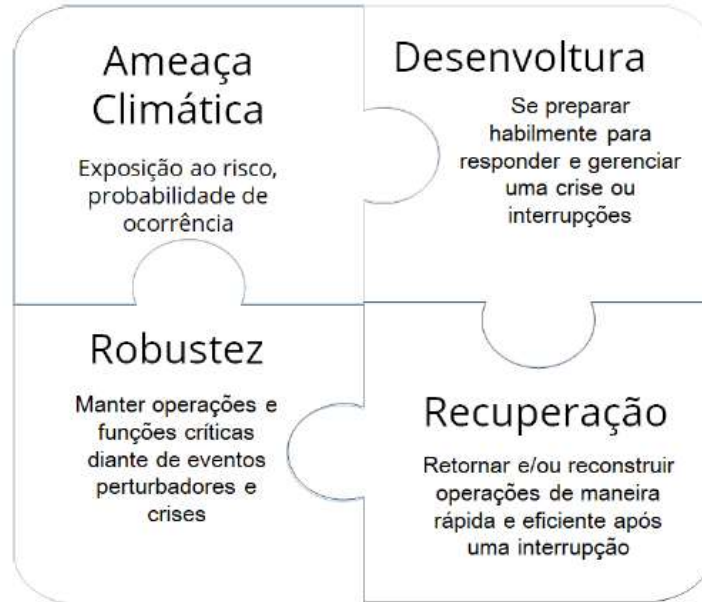 Ameaça
Climática
Exposição ao risco,
probabilidade de
ocorrência
Desenvoltura
Se preparar
habilmente para
responder e gerenciar
uma crise ou
interrupções
Robustez
Manter operações e
funções críticas
diante de eventos
perturbadores e
crises
Recuperação
Retornar e/ou reconstruir
operações de maneira
rápida e eficiente após
uma interrupção